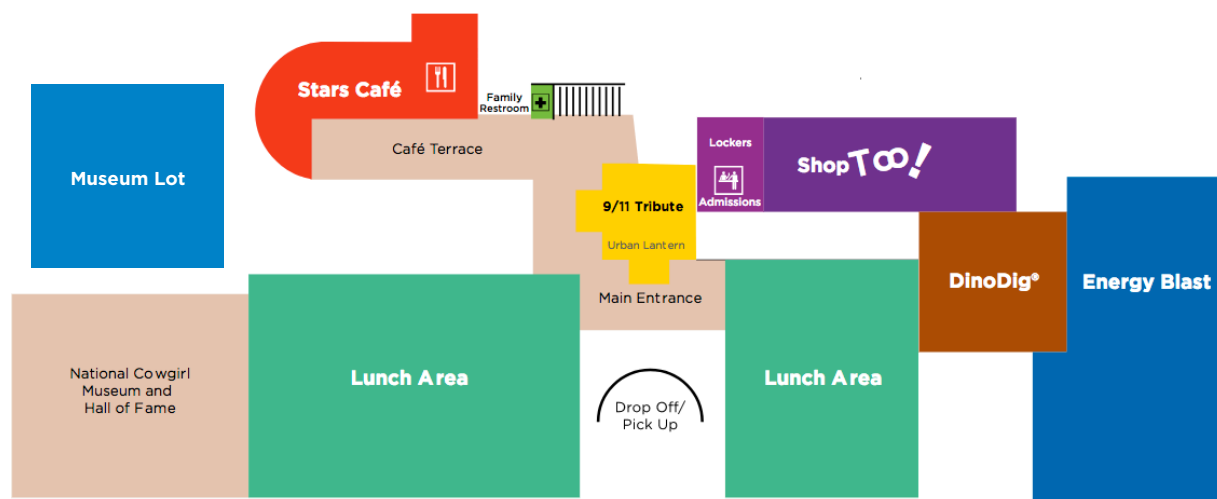 Stars Café
Family
Restroom
Café Terrace
Museum Lot
Lockers
Admissions
ShopToo!
9/11 Tribute
Urban Lantern
Main Entrance
DinoDig®
Energy Blast
National Cowgirl
Museum and
Hall of Fame
Lunch Area
Drop Off/
Pick Up
Lunch Area